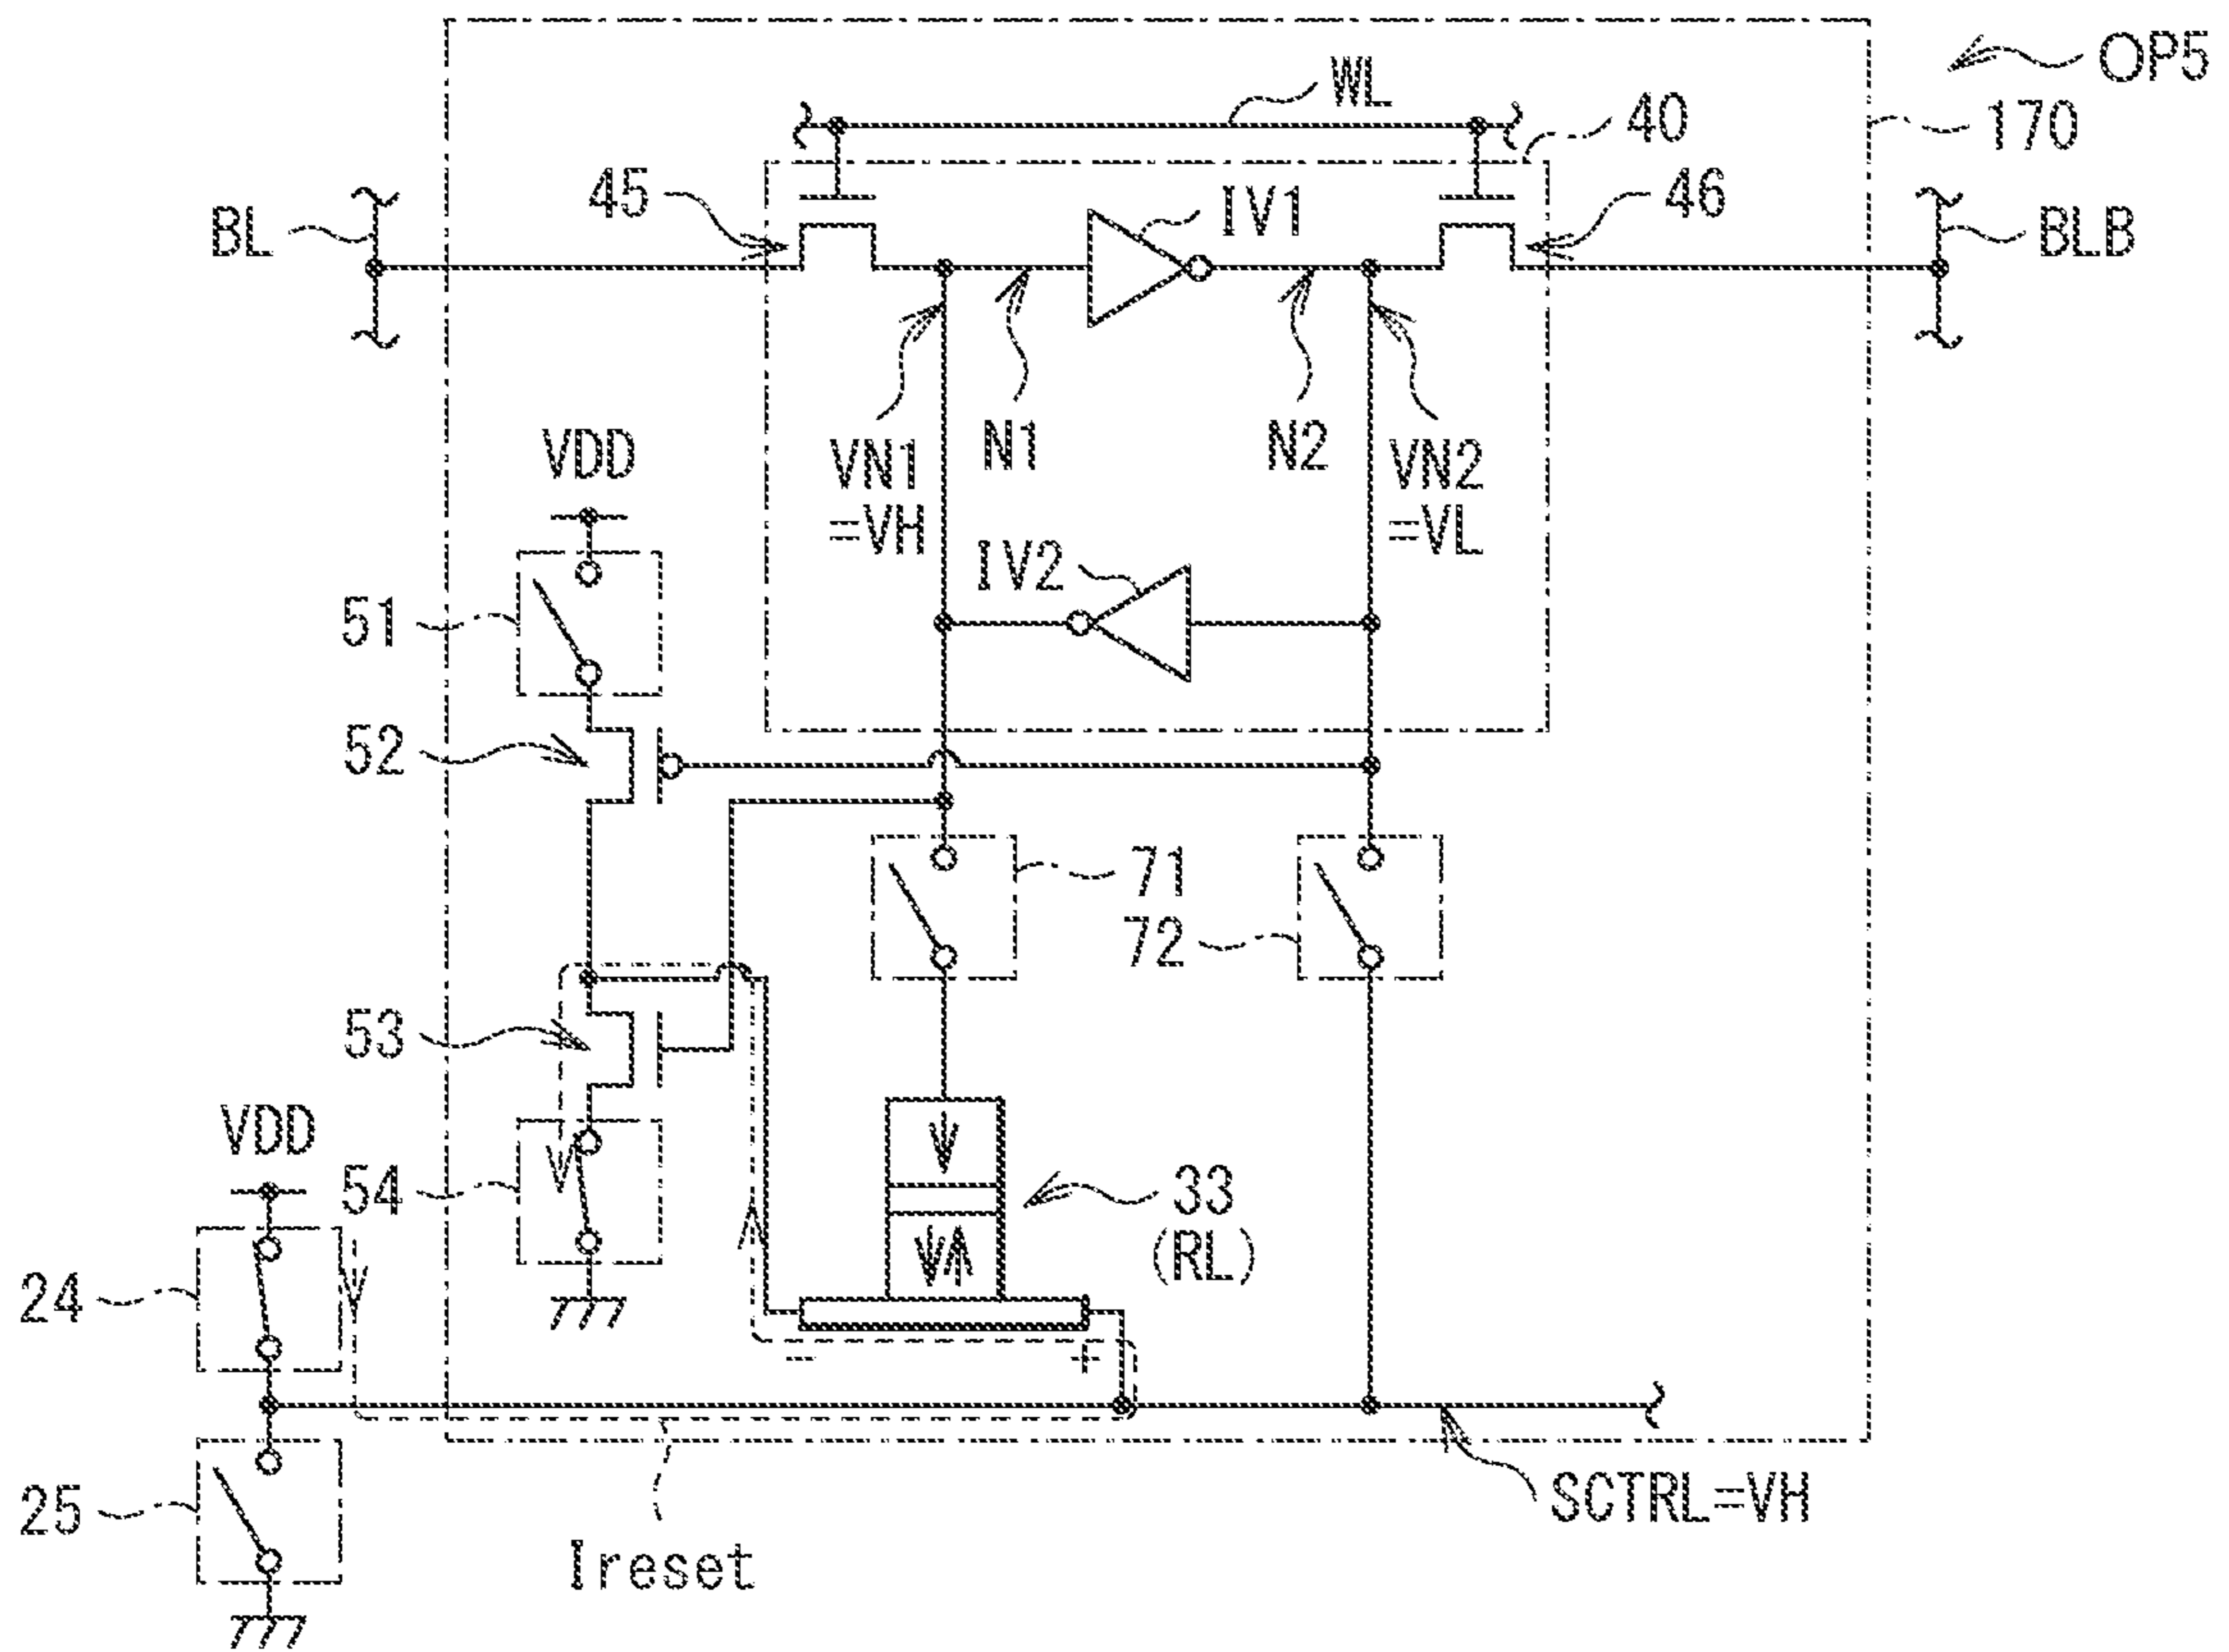 OP5
WL
40
170
45
IV1
46
BL
BLB
N1
N2
VDD
VN1
=VH
VN2
=VL
IV2
51
52
71
72
53
VDD
54
33
(RL)
24
- +
25
SCTRL=VH
Ireset